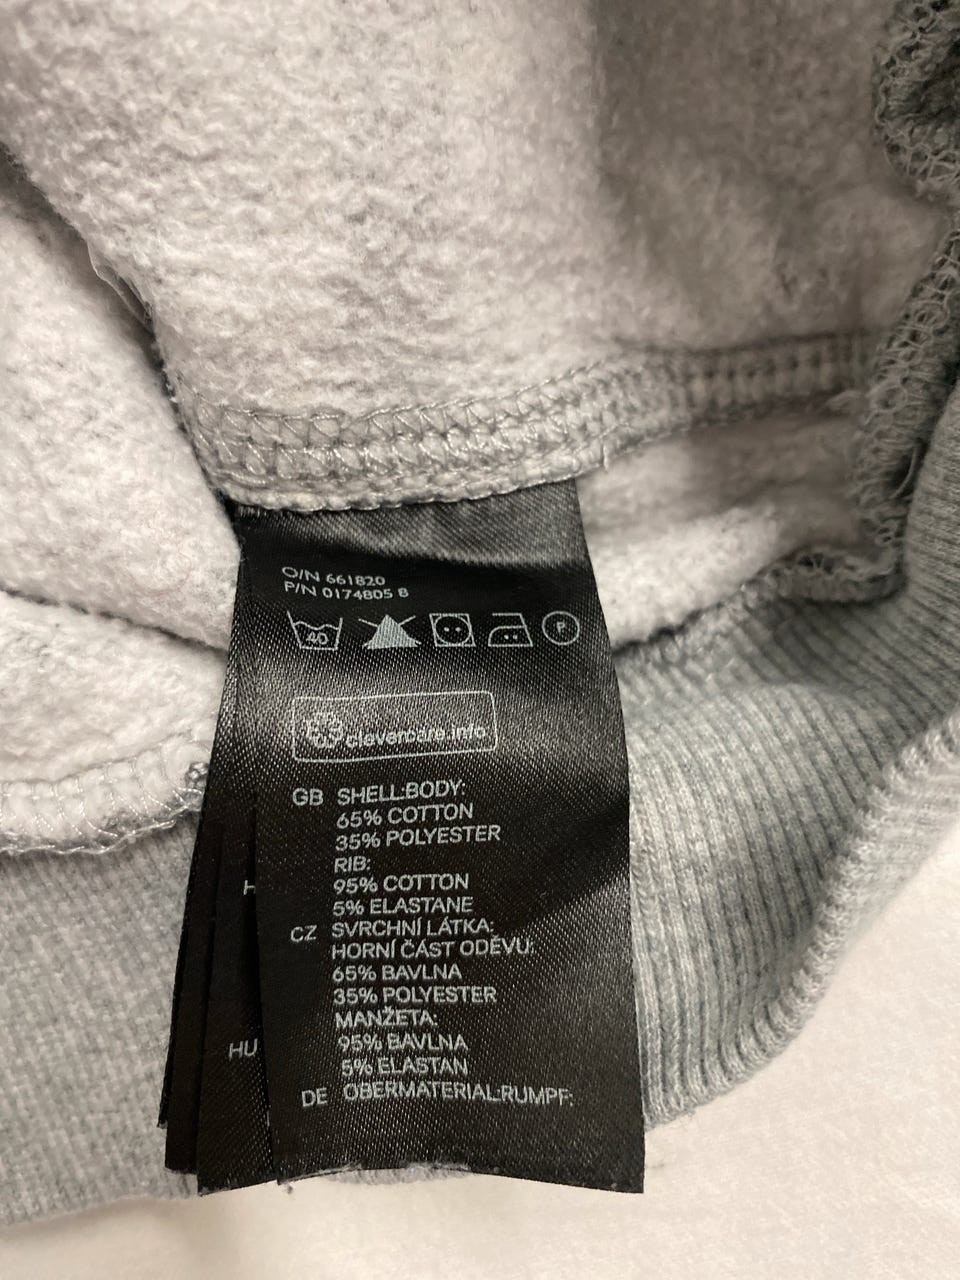 O/N 661820
P/N 0174805 8
40
P
clevercare.info
GB SHELL:BODY:
65% COTTON
35% POLYESTER
RIB:
95% COTTON
5% ELASTANE
CZ SVRCHNÍ LÁTKA:
HORNÍ ČÁST ODĚVU:
65% BAVLNA
35% POLYESTER
MANŽETA:
95% BAVLNA
5% ELASTAN
DE OBERMATERIAL:RUMPF:
HU